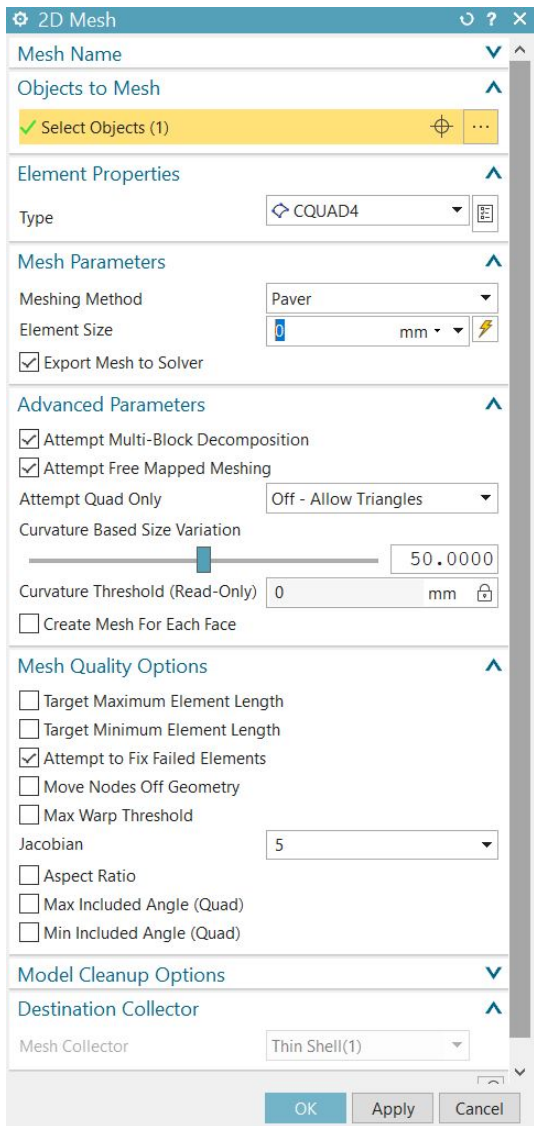 2D Mesh ?
Mesh Name
Objects to Mesh
Select Objects (1) ...
Element Properties
Type CQUAD4
Mesh Parameters
Meshing Method Paver
Element Size 0 mm
Export Mesh to Solver
Advanced Parameters
Attempt Multi-Block Decomposition
Attempt Free Mapped Meshing
Attempt Quad Only Off - Allow Triangles
Curvature Based Size Variation
50.0000
Curvature Threshold (Read-Only) 0 mm
Create Mesh For Each Face
Mesh Quality Options
Target Maximum Element Length
Target Minimum Element Length
Attempt to Fix Failed Elements
Move Nodes Off Geometry
Max Warp Threshold
Jacobian 5
Aspect Ratio
Max Included Angle (Quad)
Min Included Angle (Quad)
Model Cleanup Options
Destination Collector
Mesh Collector Thin Shell(1)
OK Apply Cancel